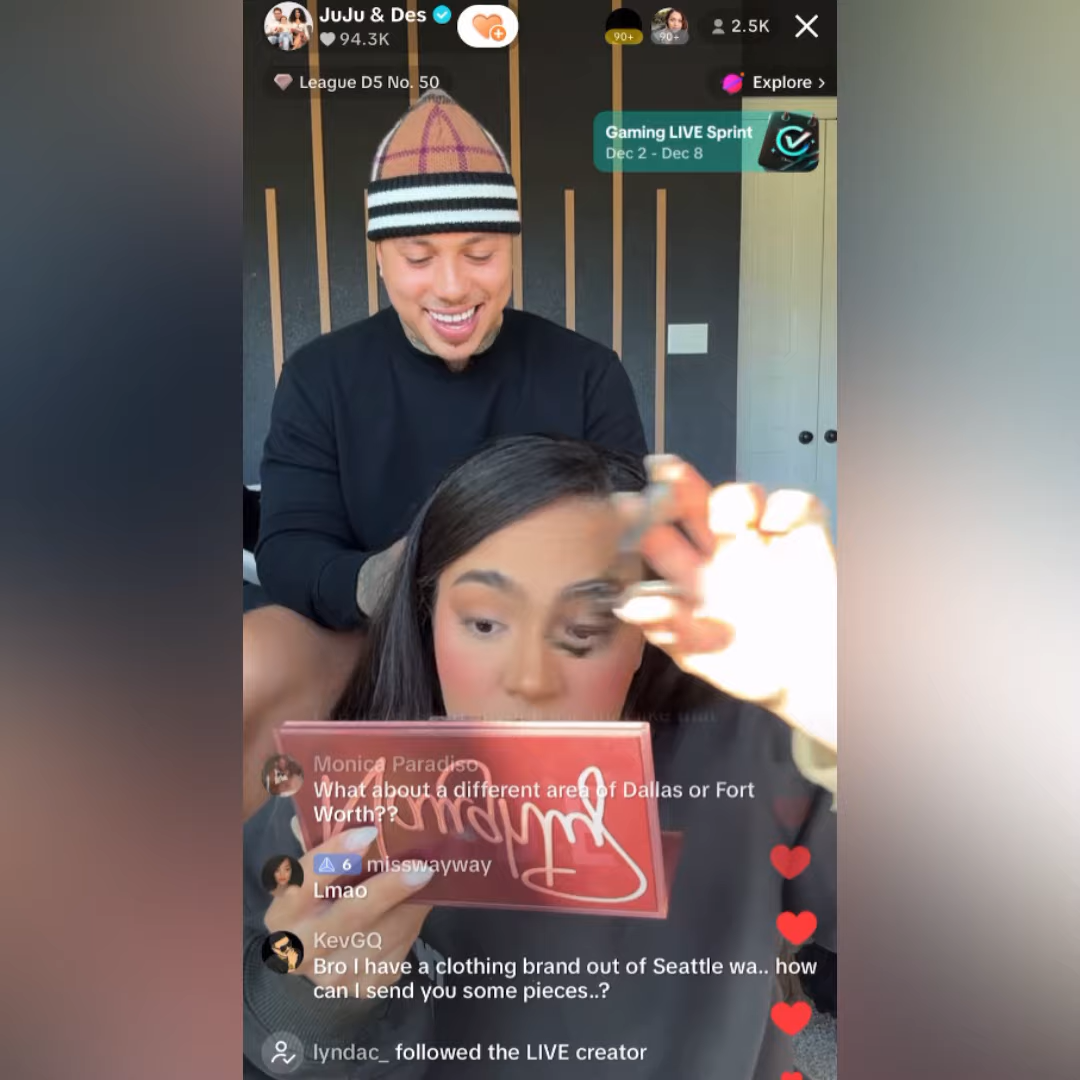 JuJu & Des
94.3K
90+
90+
2.5K
League D5 No. 50
Explore >
Gaming LIVE Sprint
Dec 2 - Dec 8
Monica Paradiso
What about a different area of Dallas or Fort
Worth??
6 misswayway
Lmao
KevGQ
Bro I have a clothing brand out of Seattle wa.. how
can I send you some pieces..?
lyndac_ followed the LIVE creator